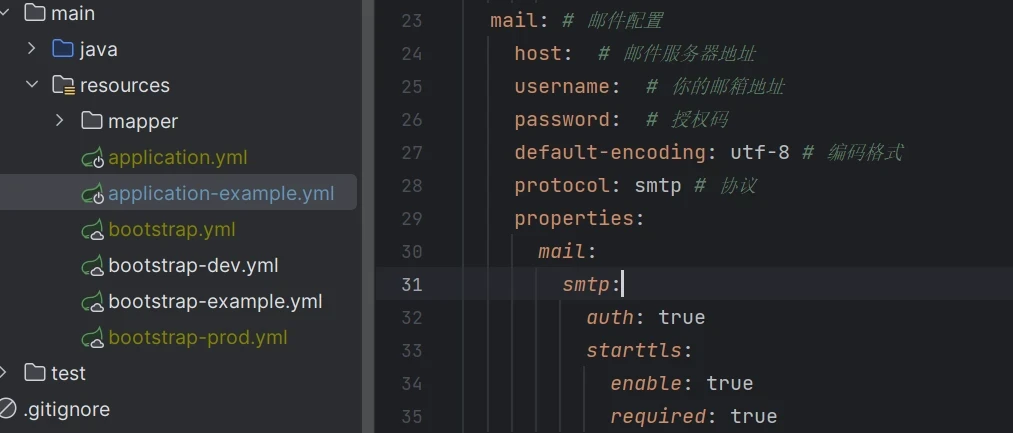 main
java
resources
mapper
application.yml
application-example.yml
bootstrap.yml
bootstrap-dev.yml
bootstrap-example.yml
bootstrap-prod.yml
test
.gitignore
23 mail: # 邮件配置
24 host:  # 邮件服务器地址
25 username:  # 你的邮箱地址
26 password:  # 授权码
27 default-encoding: utf-8 # 编码格式
28 protocol: smtp # 协议
29 properties:
30 mail:
31 smtp:
32 auth: true
33 starttls:
34 enable: true
35 required: true